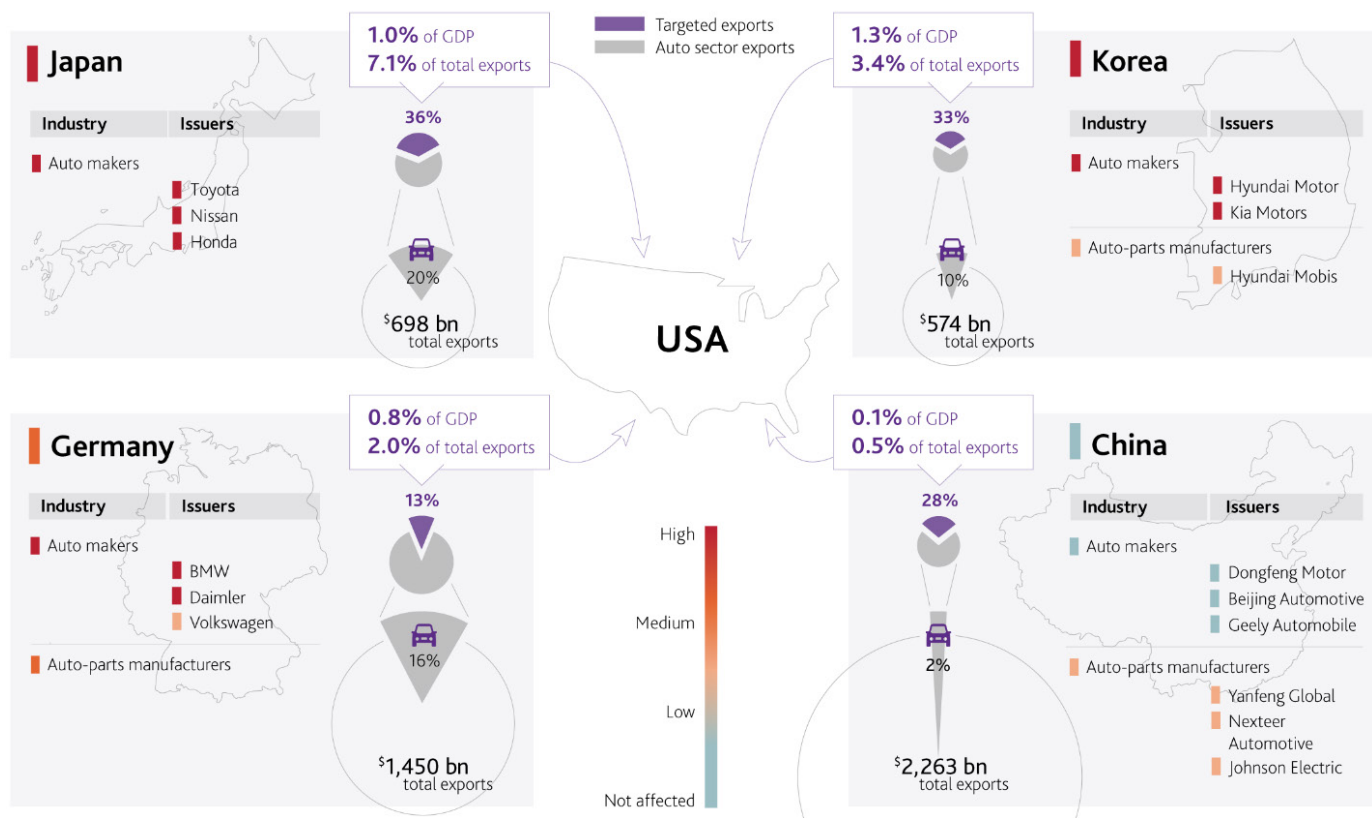 Targeted exports
Auto sector exports
Japan
1.0% of GDP
7.1% of total exports
Industry Issuers
Auto makers
Toyota
Nissan
Honda
36%
20%
$698 bn
total exports
Korea
1.3% of GDP
3.4% of total exports
Industry Issuers
Auto makers
Hyundai Motor
Kia Motors
Auto-parts manufacturers
Hyundai Mobis
33%
10%
$574 bn
total exports
USA
Germany
0.8% of GDP
2.0% of total exports
Industry Issuers
Auto makers
BMW
Daimler
Volkswagen
Auto-parts manufacturers
13%
16%
$1,450 bn
total exports
High
Medium
Low
Not affected
China
0.1% of GDP
0.5% of total exports
Industry Issuers
Auto makers
Dongfeng Motor
Beijing Automotive
Geely Automobile
Auto-parts manufacturers
Yanfeng Global
Nexteer
Automotive
Johnson Electric
28%
2%
$2,263 bn
total exports